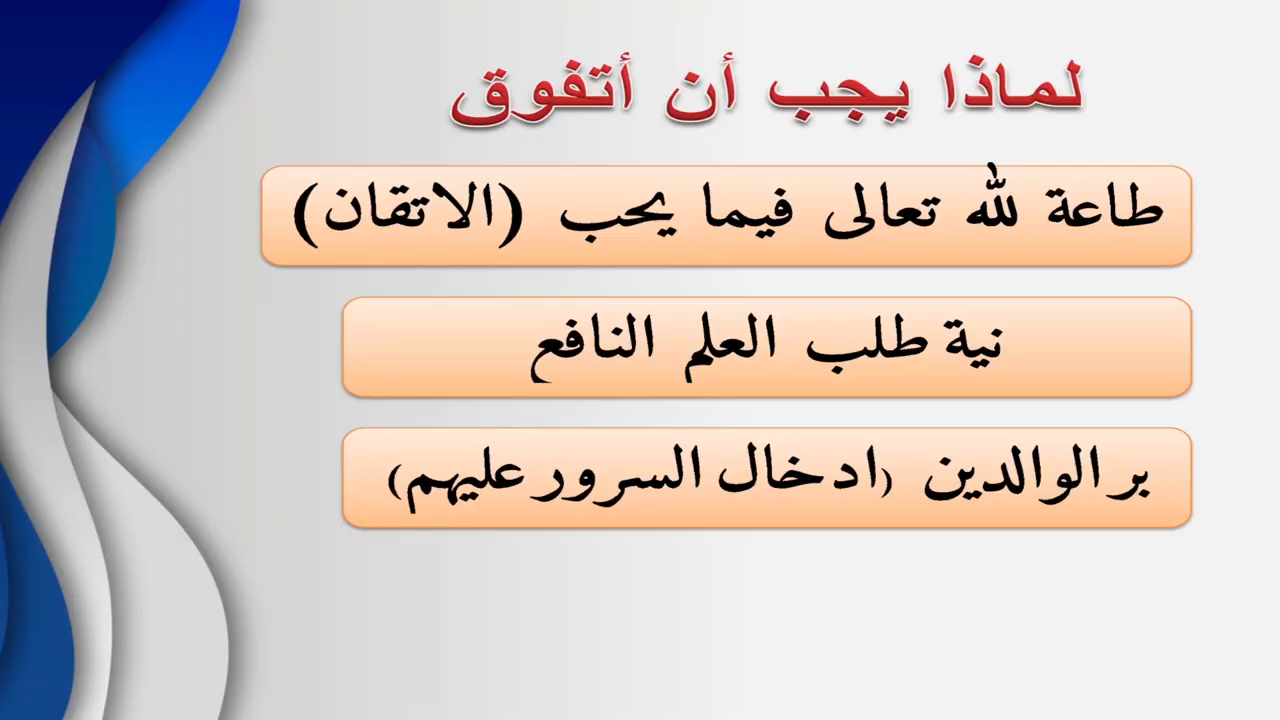 لماذا يجب أن أتفوق
طاعة لله تعالى فيما يحب (الاتقان)
نية طلب العلم النافع
بر الوالدين (ادخال السرور عليهم)